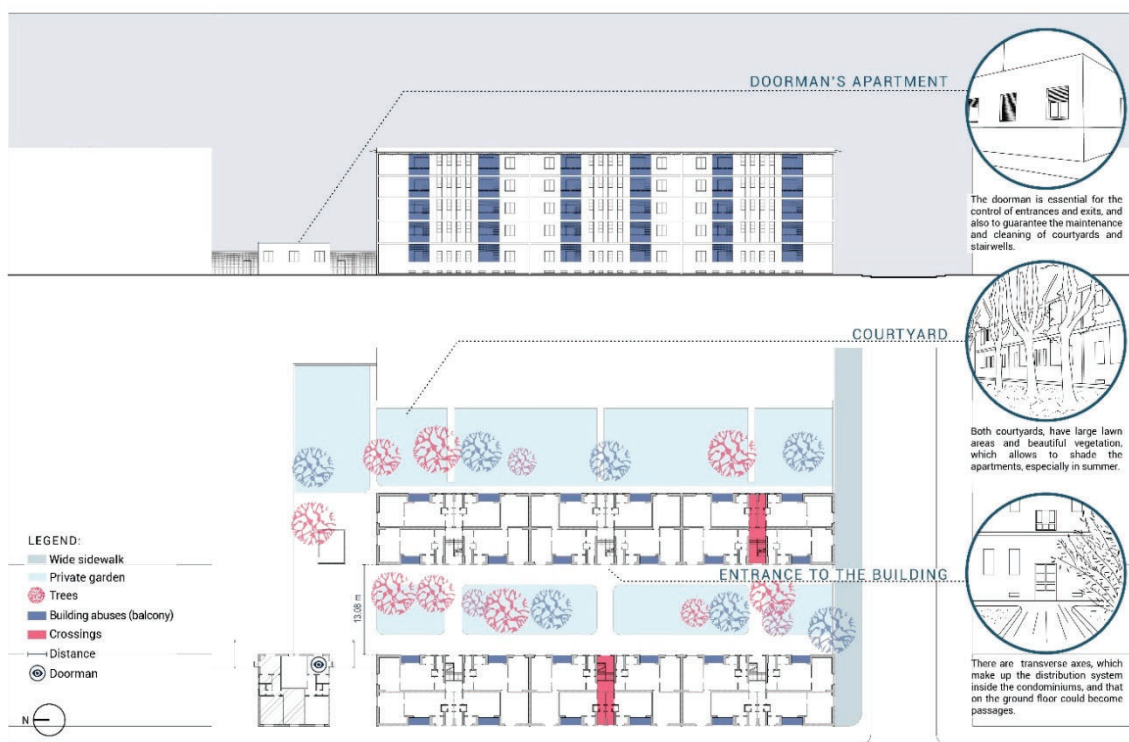 DOORMAN'S APARTMENT
The doorman is essential for the
control of entrances and exits, and
also to guarantee the maintenance
and cleaning of courtyards and
stairwells.
COURTYARD
Both courtyards, have large lawn
areas and beautiful vegetation,
which allows to shade the
apartments, especially in summer.
ENTRANCE TO THE BUILDING
There are transverse axes, which
make up the distribution system
inside the condominiums, and that
on the ground floor could become
passages.
13.08 m
LEGEND:
Wide sidewalk
Private garden
Trees
Building abuses (balcony)
Crossings
Distance
Doorman
N